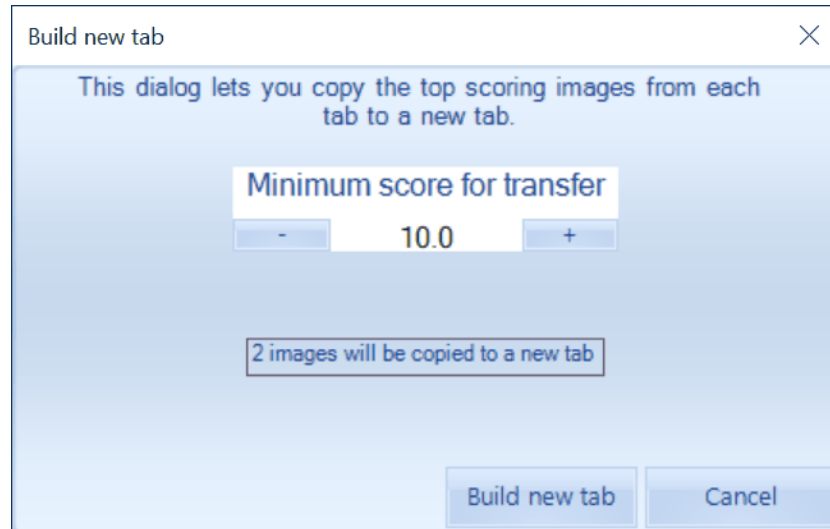 Build new tab
This dialog lets you copy the top scoring images from each
tab to a new tab.
Minimum score for transfer
- 10.0 +
2 images will be copied to a new tab
Build new tab Cancel